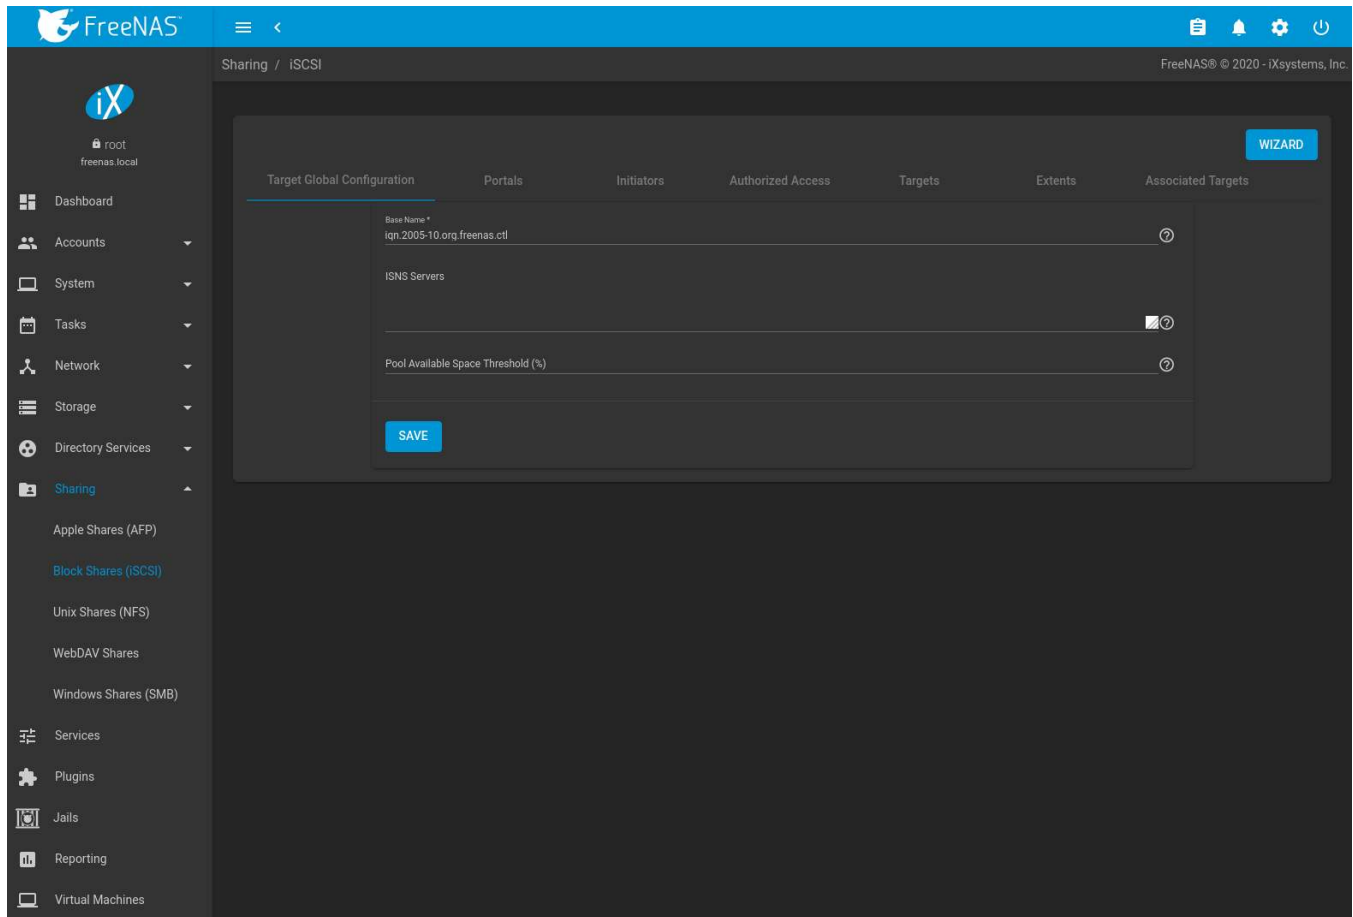 FreeNAS
Sharing / iSCSI
FreeNAS® © 2020 - iXsystems, Inc.
iX
root
freenas.local
WIZARD
Target Global Configuration Portals Initiators Authorized Access Targets Extents Associated Targets
Base Name *
iqn.2005-10.org.freenas.ctl
ISNS Servers
Pool Available Space Threshold (%)
SAVE
Dashboard
Accounts
System
Tasks
Network
Storage
Directory Services
Sharing
Apple Shares (AFP)
Block Shares (iSCSI)
Unix Shares (NFS)
WebDAV Shares
Windows Shares (SMB)
Services
Plugins
Jails
Reporting
Virtual Machines